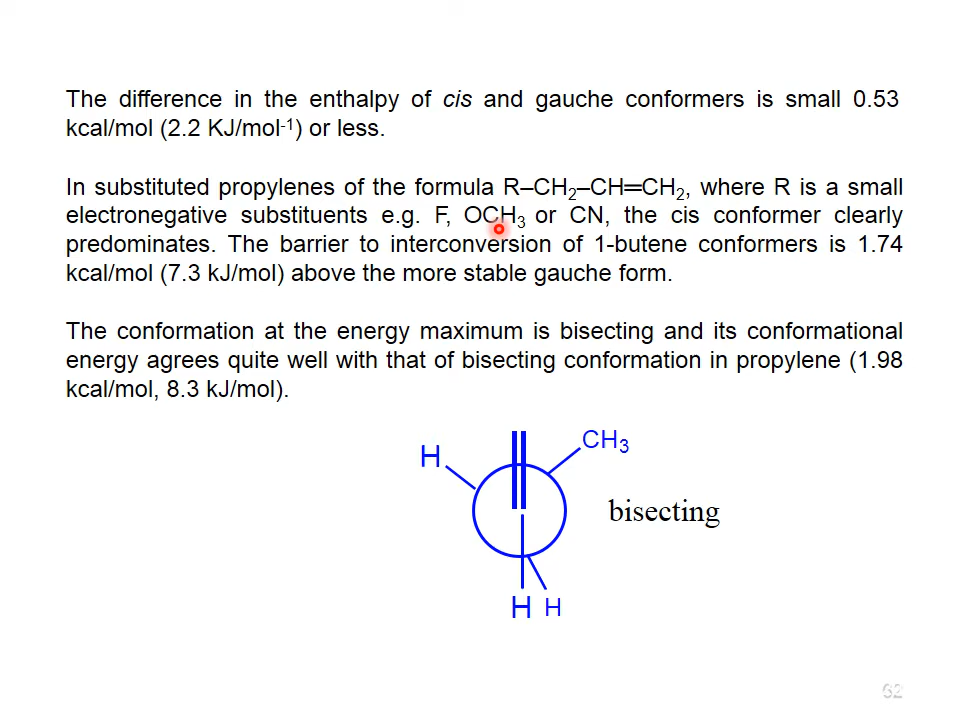 The difference in the enthalpy of cis and gauche conformers is small 0.53
kcal/mol (2.2 KJ/mol⁻¹) or less.
In substituted propylenes of the formula R–CH₂–CH=CH₂, where R is a small
electronegative substituents e.g. F, OCH₃ or CN, the cis conformer clearly
predominates. The barrier to interconversion of 1-butene conformers is 1.74
kcal/mol (7.3 kJ/mol) above the more stable gauche form.
The conformation at the energy maximum is bisecting and its conformational
energy agrees quite well with that of bisecting conformation in propylene (1.98
kcal/mol, 8.3 kJ/mol).
H CH₃
bisecting
H H
62